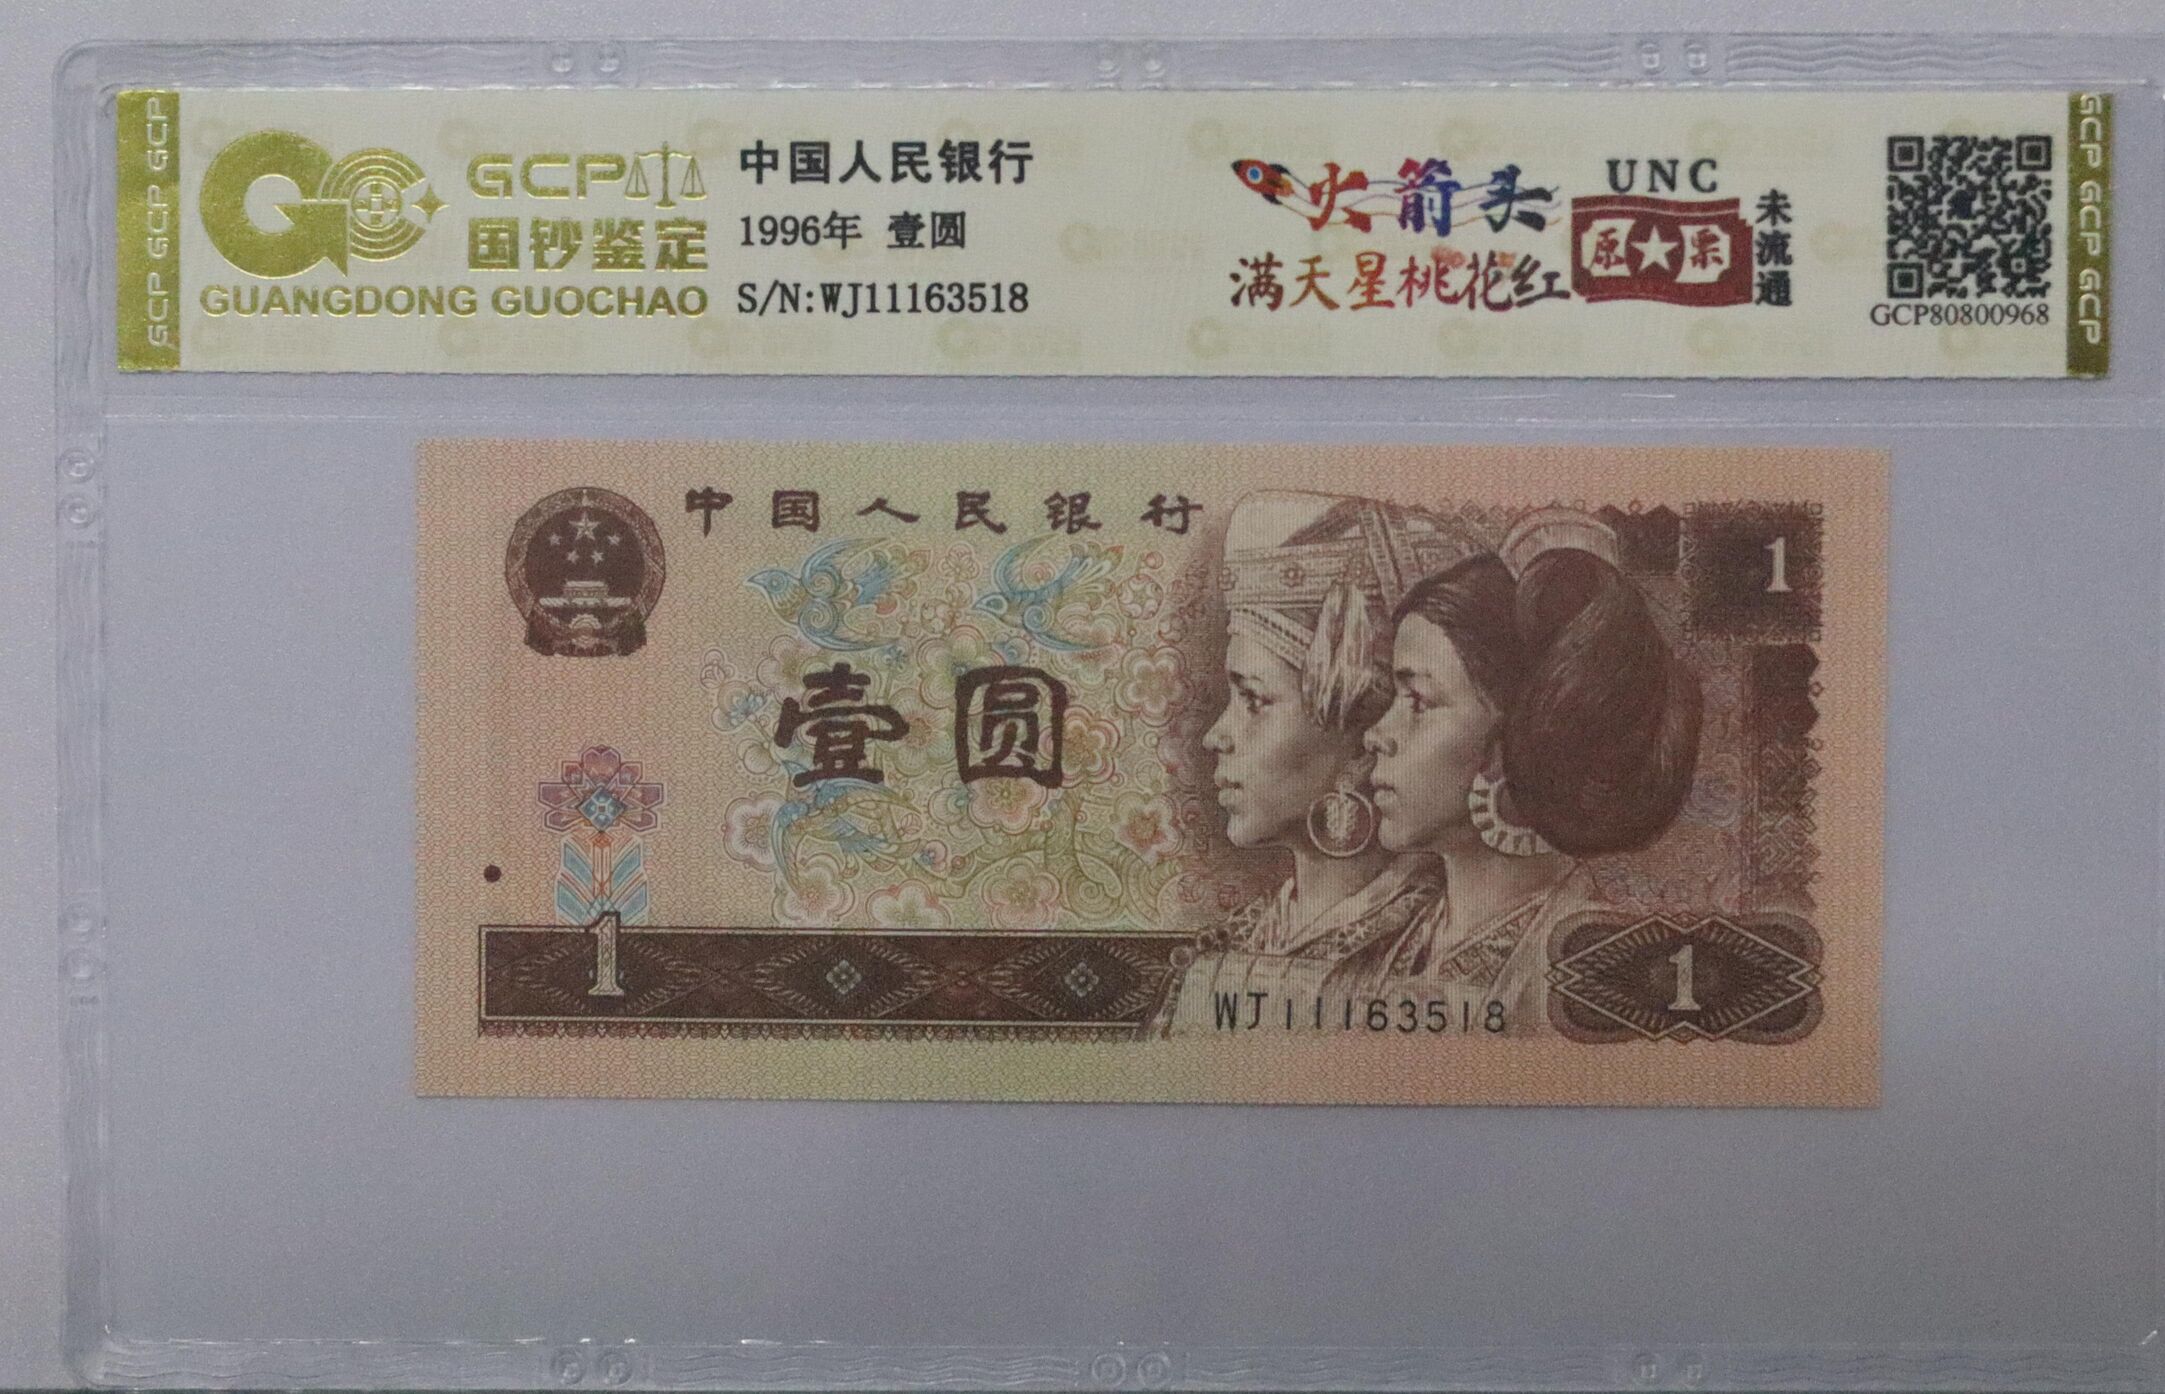 GCP GCP GCP
GCP
国钞鉴定
GUANGDONG GUOCHAO
中国人民银行
1996年 壹圆
S/N:WJ11163518
火箭头
满天星桃花红
UNC
原★票
未流通
GCP80800968
GCP GCP GCP
中国人民银行
1
壹圆
1
WJ11163518
1